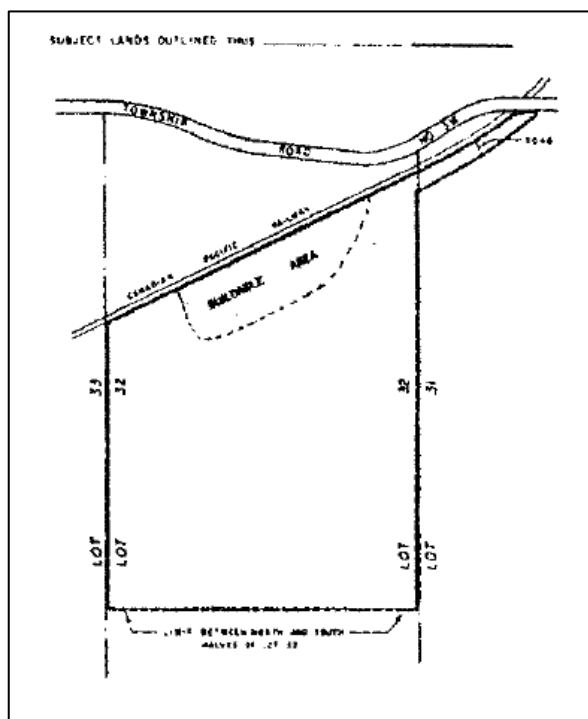 SUBJECT LANDS OUTLINED THUS
TOWNSHIP
ROAD
ROAD
CANADIAN
PACIFIC
RAILWAY
BUILDABLE AREA
33
32
32
31
LOT
LOT
LOT
LOT
LIMIT BETWEEN NORTH AND SOUTH
HALVES OF LOT 32